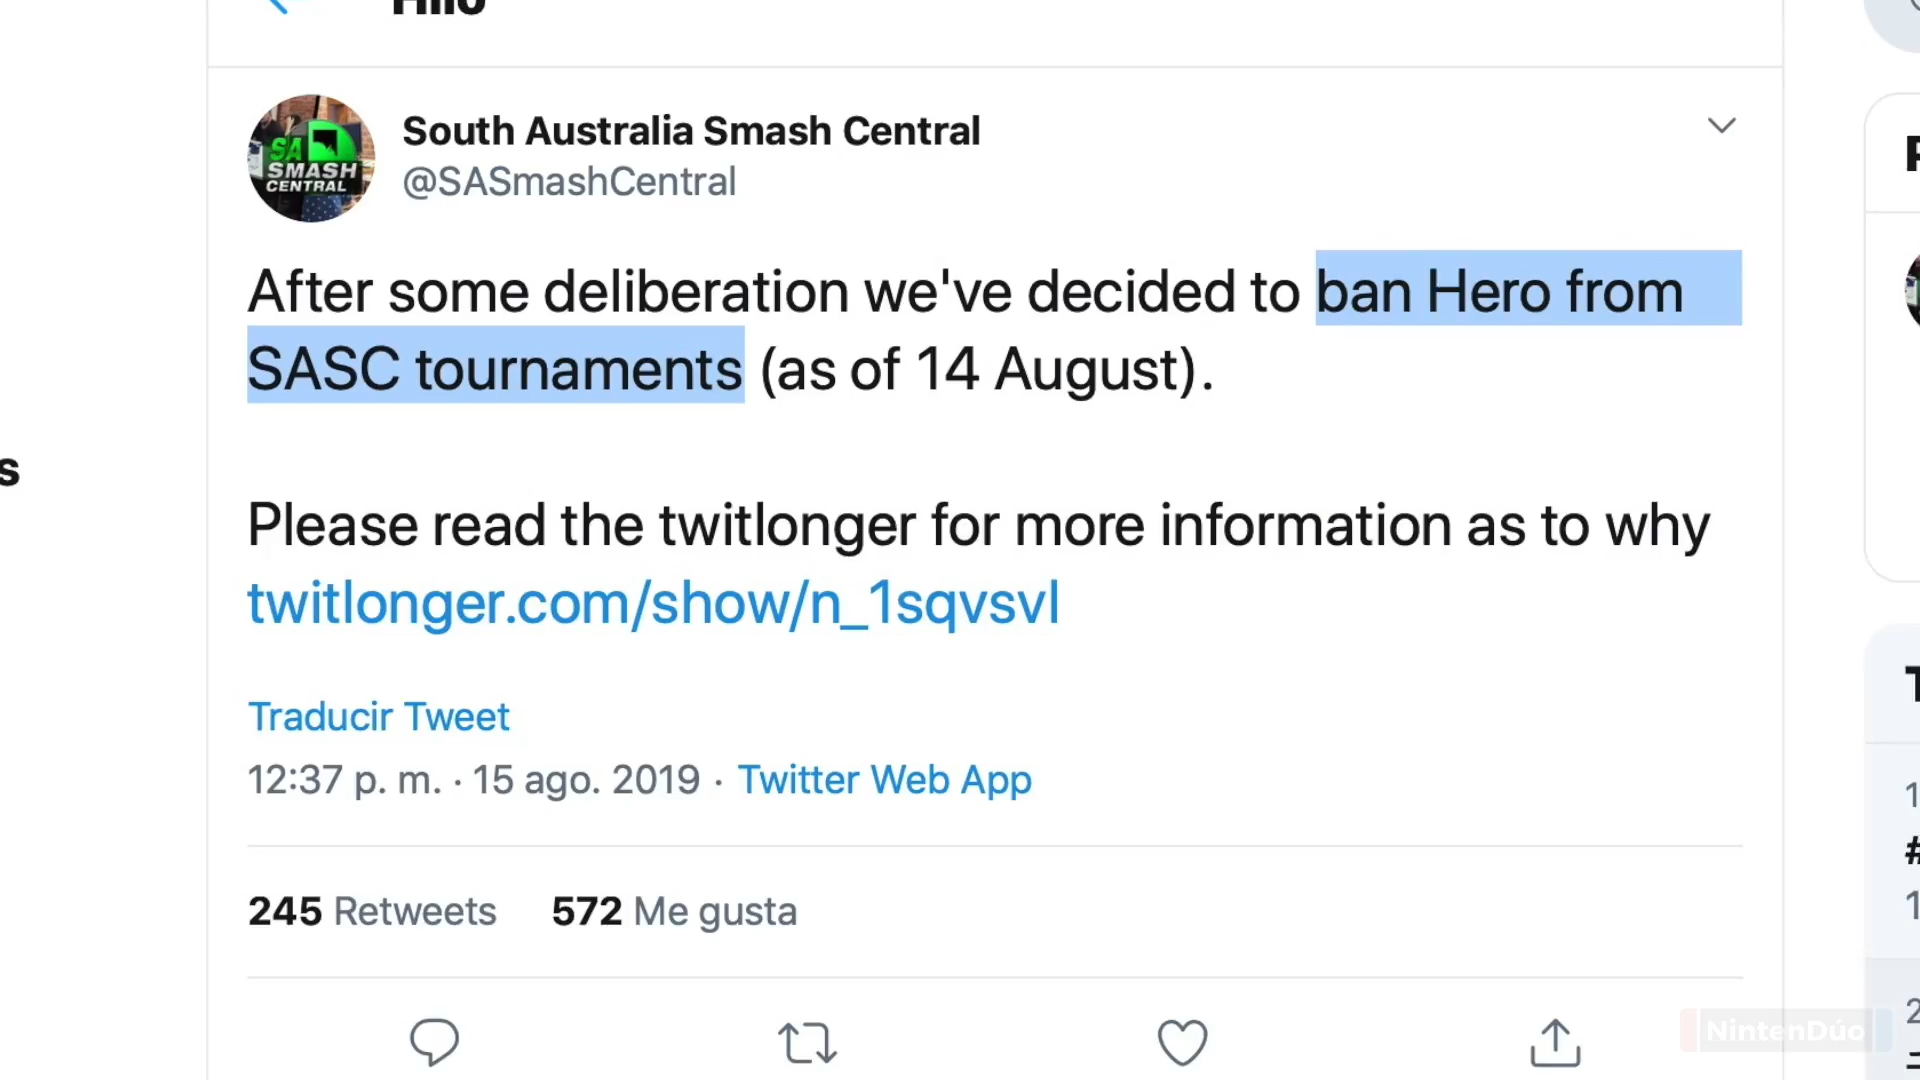 Hilo
South Australia Smash Central
@SASmashCentral
SA
SMASH
CENTRAL
After some deliberation we've decided to ban Hero from
SASC tournaments (as of 14 August).
Please read the twitlonger for more information as to why
twitlonger.com/show/n_1sqvsvl
Traducir Tweet
12:37 p. m. · 15 ago. 2019 · Twitter Web App
245 Retweets 572 Me gusta
NintenDúo